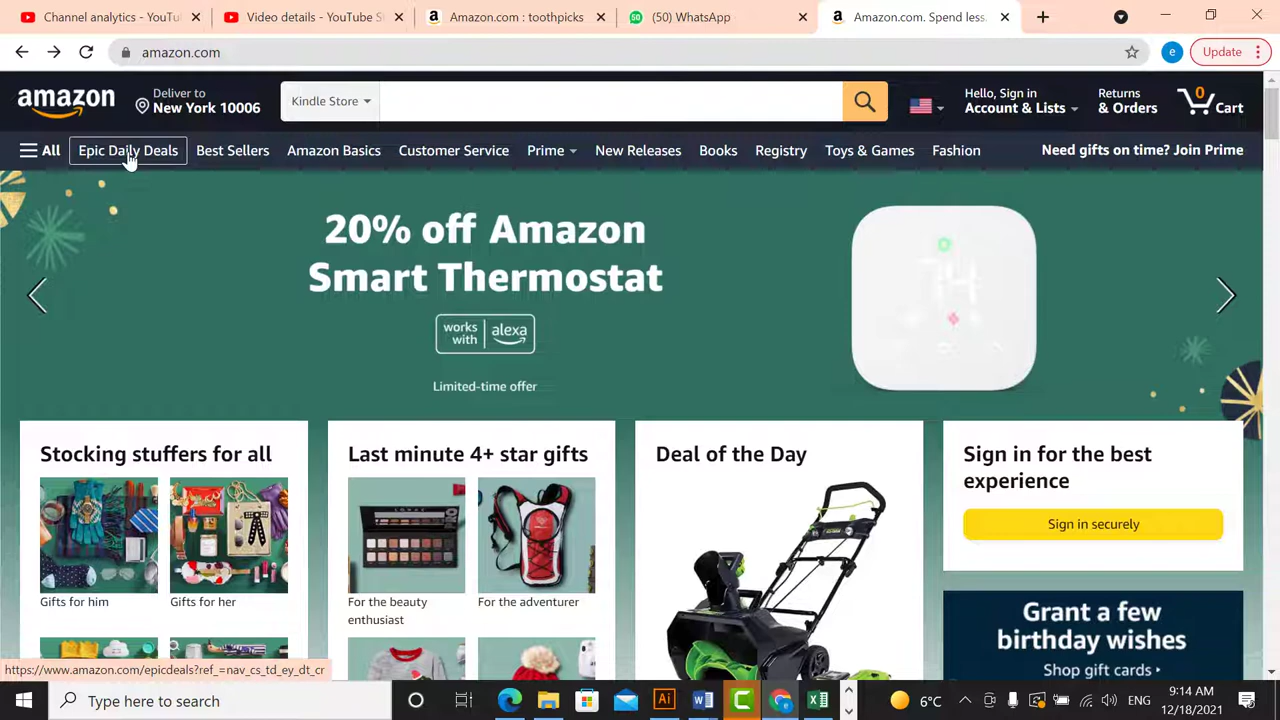 Channel analytics - YouTu
Video details - YouTube S
Amazon.com : toothpicks
(50) WhatsApp
Amazon.com. Spend less.
amazon.com
e
Update
amazon
Deliver to
New York 10006
Kindle Store
Hello, Sign in
Account & Lists
Returns
& Orders
0
Cart
All
Epic Daily Deals
Best Sellers
Amazon Basics
Customer Service
Prime
New Releases
Books
Registry
Toys & Games
Fashion
Need gifts on time? Join Prime
20% off Amazon
Smart Thermostat
works
with
alexa
Limited-time offer
Stocking stuffers for all
Gifts for him
Gifts for her
Last minute 4+ star gifts
For the beauty
enthusiast
For the adventurer
Deal of the Day
Sign in for the best
experience
Sign in securely
Grant a few
birthday wishes
Shop gift cards
https://www.amazon.com/epicdeals?ref_=nav_cs_td_ey_dt_cr
Type here to search
Ai
6°C
ENG
9:14 AM
12/18/2021